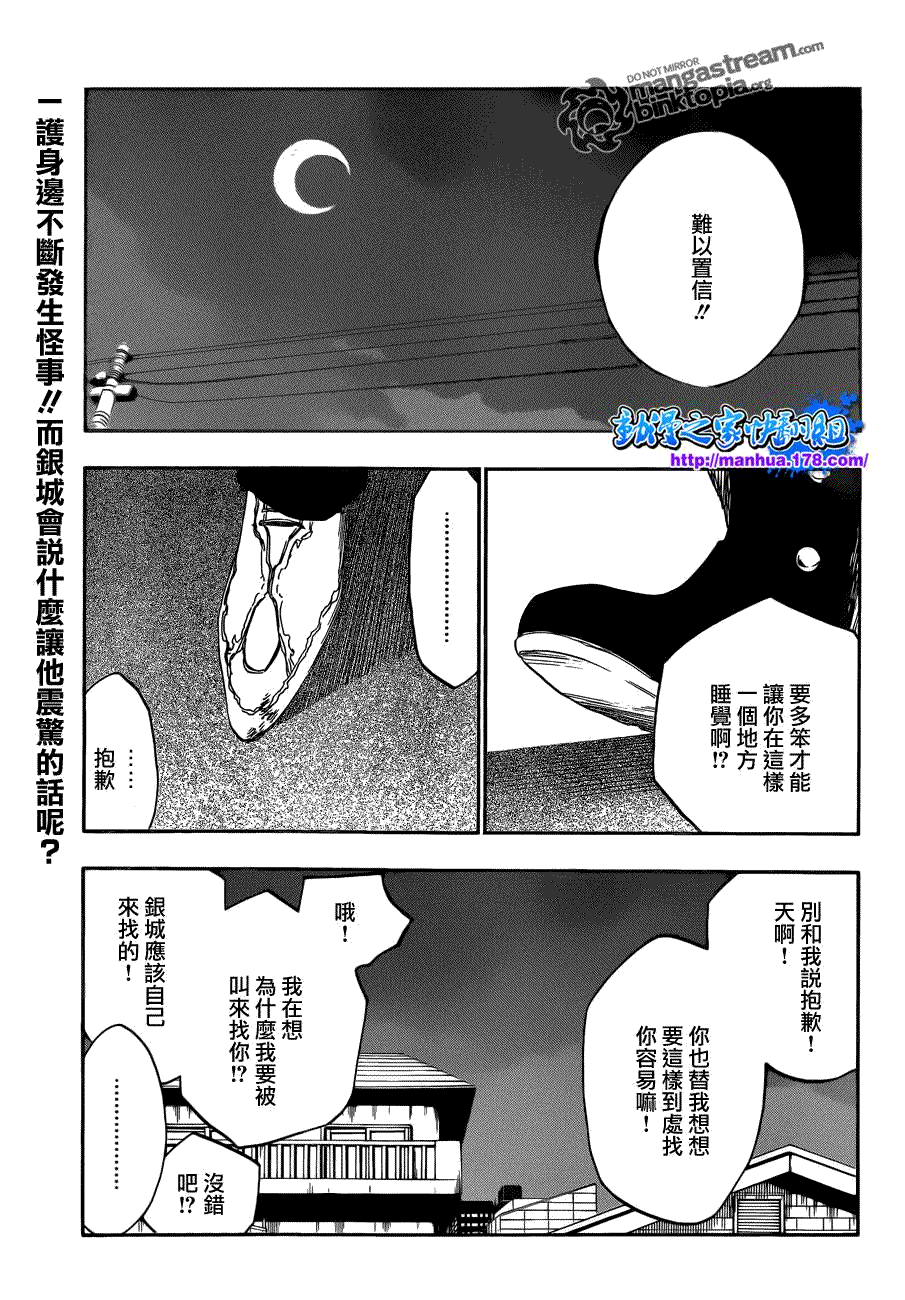 DO NOT MIRROR
mangastream.com
binktopia.org
難以置信!!
動漫之家快翻組
http://manhua.178.com/
一護身邊不斷發生怪事!!而銀城會説什麼讓他震驚的話呢?
要多笨才能
讓你在這樣
一個地方
睡覺啊!?
…………
……
抱歉
別和我説抱歉!
天啊!
你也替我想想
要這樣到處找
你容易嘛!
哦!
我在想
為什麼我要被
叫來找你!?
銀城應該自己
來找的!
…………
沒錯
吧!?